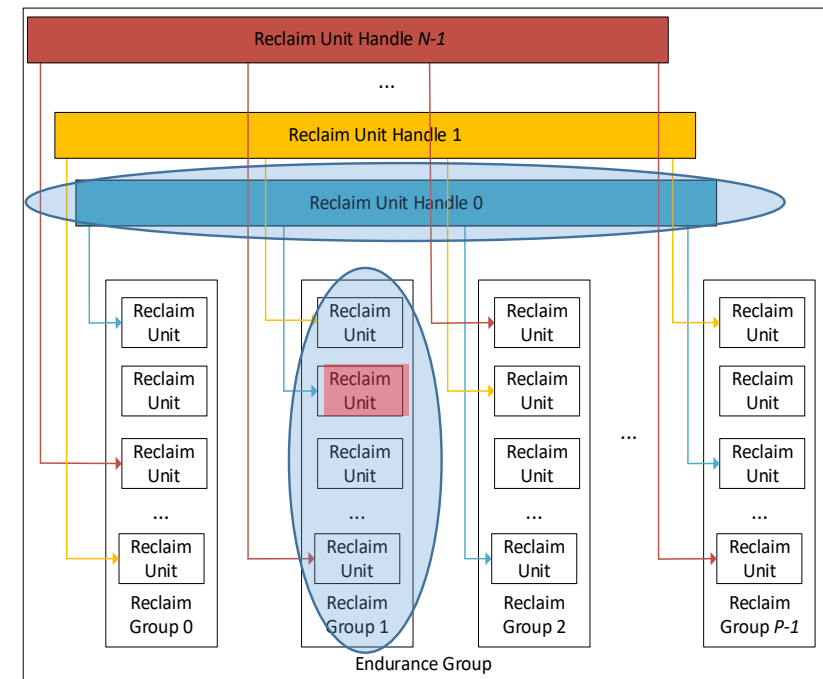 Reclaim Unit Handle N-1
...
Reclaim Unit Handle 1
Reclaim Unit Handle 0
Reclaim
Unit
Reclaim
Unit
Reclaim
Unit
...
Reclaim
Unit
Reclaim
Group 0
Reclaim
Unit
Reclaim
Unit
Reclaim
Unit
...
Reclaim
Unit
Reclaim
Group 1
Reclaim
Unit
Reclaim
Unit
Reclaim
Unit
...
Reclaim
Unit
Reclaim
Group 2
...
Reclaim
Unit
Reclaim
Unit
Reclaim
Unit
...
Reclaim
Unit
Reclaim
Group P-1
Endurance Group